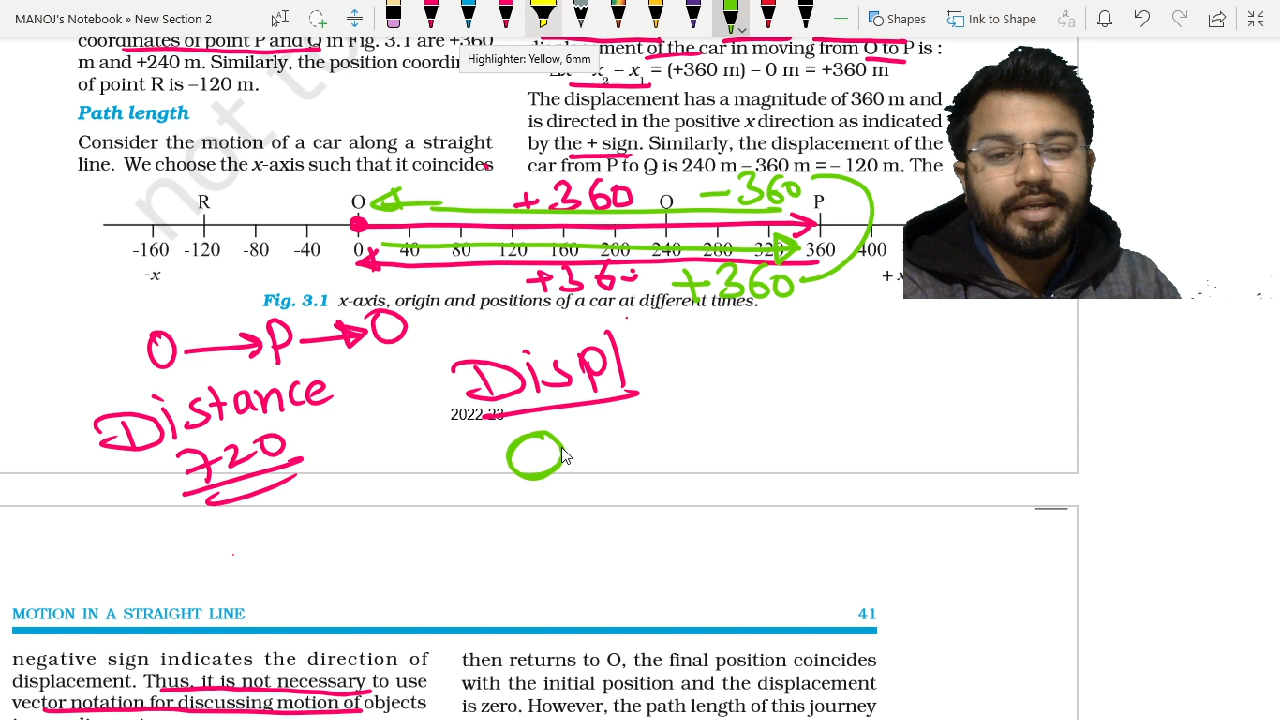 MANOJ's Notebook » New Section 2
Shapes
Ink to Shape
Highlighter: Yellow, 6mm
coordinates of point P and Q in Fig. 3.1 are +360
m and +240 m. Similarly, the position coordin
of point R is –120 m.
Path length
Consider the motion of a car along a straight
line. We choose the x-axis such that it coincides
displacement of the car in moving from O to P is :
x2 – x1 = (+360 m) – 0 m = +360 m
The displacement has a magnitude of 360 m and
is directed in the positive x direction as indicated
by the + sign. Similarly, the displacement of the
car from P to Q is 240 m – 360 m = – 120 m. The
not to
+360
-360
R O Q P
-160 -120 -80 -40 0 40 80 120 160 200 240 280 320 360 400
+36
+360
-x
+ x
Fig. 3.1 x-axis, origin and positions of a car at different times.
O → P → O
Distance
720
Displ
2022-23
O
MOTION IN A STRAIGHT LINE 41
negative sign indicates the direction of
displacement. Thus, it is not necessary to use
vector notation for discussing motion of objects
then returns to O, the final position coincides
with the initial position and the displacement
is zero. However, the path length of this journey